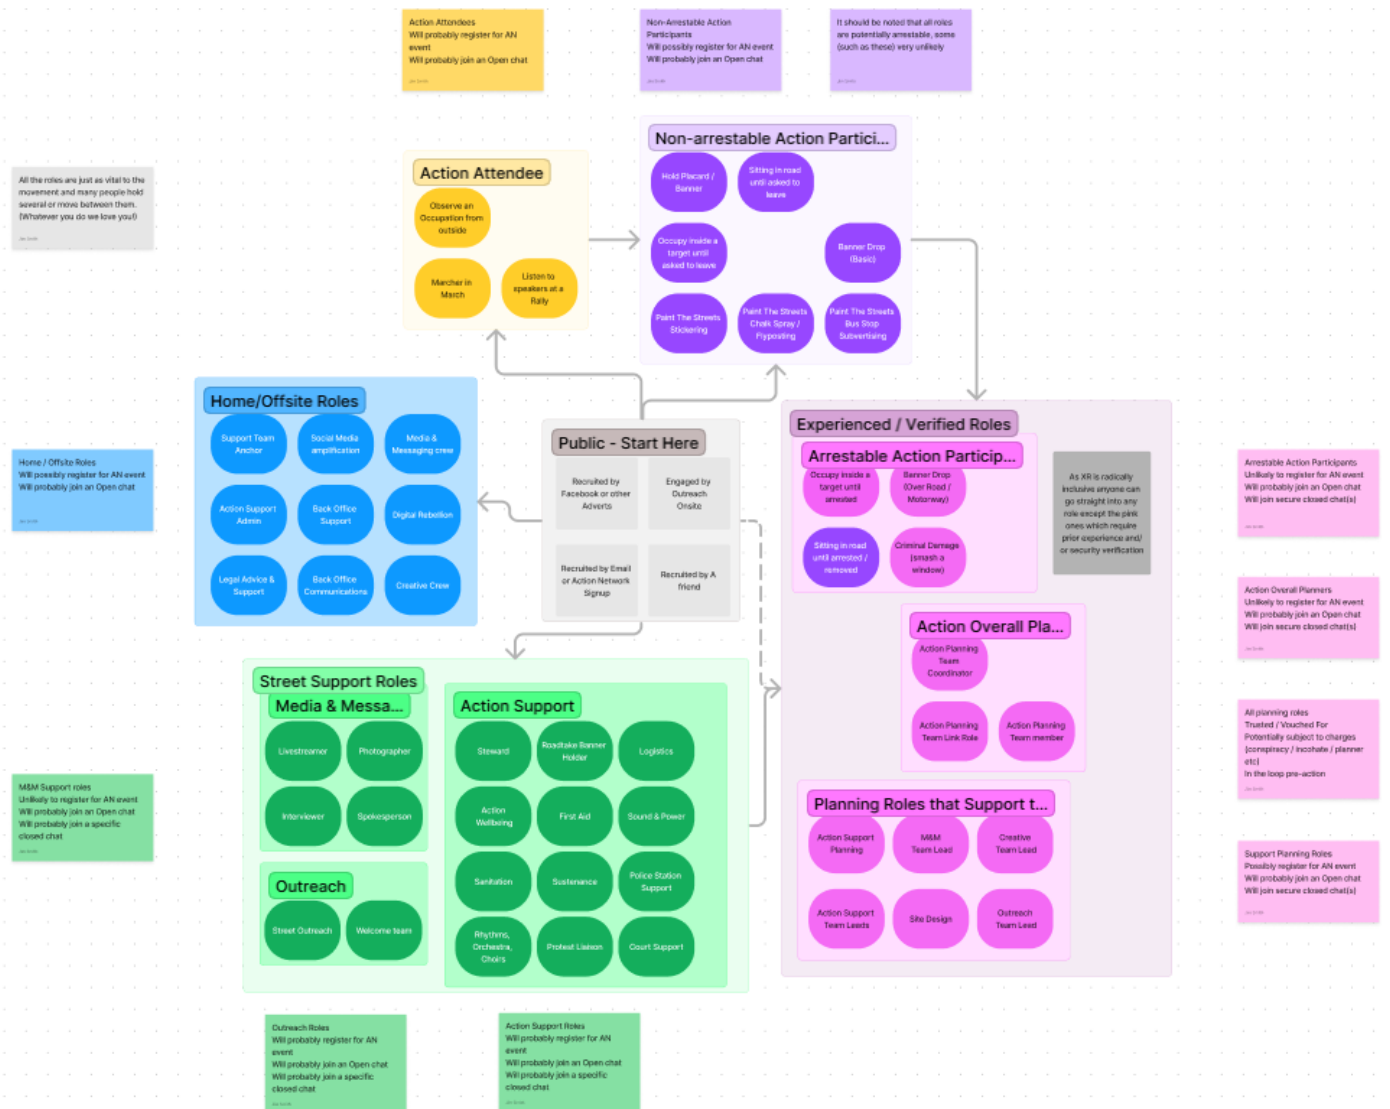 Action Attendees
Will probably register for AN
event
Will probably join an Open chat
Jim Smith
Non-Arrestable Action
Participants
Will possibly register for AN event
Will probably join an Open chat
Jim Smith
It should be noted that all roles
are potentially arrestable, some
(such as these) very unlikely
Jim Smith
All the roles are just as vital to the
movement and many people hold
several or move between them.
(Whatever you do we love you!)
Jim Smith
Action Attendee
Observe an
Occupation from
outside
Marcher in
March
Listen to
speakers at a
Rally
Non-arrestable Action Partici...
Hold Placard /
Banner
Sitting in road
until asked to
leave
Occupy inside a
target until
asked to leave
Banner Drop
(Basic)
Paint The Streets
Stickering
Paint The Streets
Chalk Spray /
Flyposting
Paint The Streets
Bus Stop
Subvertising
Home/Offsite Roles
Support Team
Anchor
Social Media
amplification
Media &
Messaging crew
Action Support
Admin
Back Office
Support
Digital Rebellion
Legal Advice &
Support
Back Office
Communications
Creative Crew
Home / Offsite Roles
Will possibly register for AN event
Will probably join an Open chat
Jim Smith
Public - Start Here
Recruited by
Facebook or other
Adverts
Engaged by
Outreach
Onsite
Recruited by Email
or Action Network
Signup
Recruited by A
friend
Experienced / Verified Roles
Arrestable Action Particip...
Occupy inside a
target until
arrested
Banner Drop
(Over Road /
Motorway)
Sitting in road
until arrested /
removed
Criminal Damage
(smash a
window)
As XR is radically
inclusive anyone can
go straight into any
role except the pink
ones which require
prior experience and/
or security verification
Action Overall Pla...
Action Planning
Team
Coordinator
Action Planning
Team Link Role
Action Planning
Team member
Planning Roles that Support t...
Action Support
Planning
M&M
Team Lead
Creative
Team Lead
Action Support
Team Leads
Site Design
Outreach
Team Lead
Arrestable Action Participants
Unlikely to register for AN event
Will probably join an Open chat
Will join secure closed chat(s)
Jim Smith
Action Overall Planners
Unlikely to register for AN event
Will probably join an Open chat
Will join secure closed chat(s)
Jim Smith
All planning roles
Trusted / Vouched For
Potentially subject to charges
(conspiracy / incohate / planner
etc)
In the loop pre-action
Jim Smith
Support Planning Roles
Possibly register for AN event
Will probably join an Open chat
Will join secure closed chat(s)
Jim Smith
Street Support Roles
Media & Messa...
Livestreamer
Photographer
Interviewer
Spokesperson
Outreach
Street Outreach
Welcome team
Action Support
Steward
Roadtake Banner
Holder
Logistics
Action
Wellbeing
First Aid
Sound & Power
Sanitation
Sustenance
Police Station
Support
Rhythms,
Orchestra,
Choirs
Protest Liaison
Court Support
M&M Support roles
Unlikely to register for AN event
Will probably join an Open chat
Will probably join a specific
closed chat
Jim Smith
Outreach Roles
Will probably register for AN
event
Will probably join an Open chat
Will probably join a specific
closed chat
Jim Smith
Action Support Roles
Will probably register for AN
event
Will probably join an Open chat
Will probably join a specific
closed chat
Jim Smith